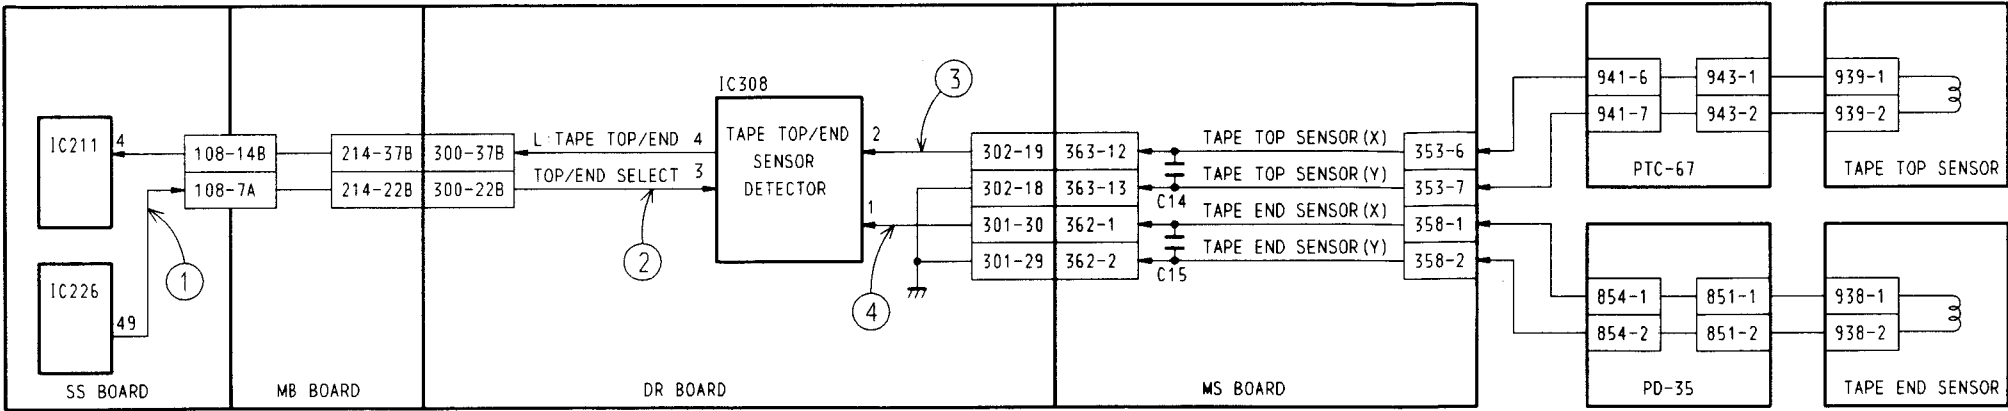 IC211
4
IC226
49
1
SS BOARD
108-14B
108-7A
MB BOARD
214-37B
300-37B
214-22B
300-22B
L:TAPE TOP/END
4
TOP/END SELECT
3
2
IC308
TAPE TOP/END
SENSOR
DETECTOR
2
1
3
4
DR BOARD
302-19
363-12
302-18
363-13
301-30
362-1
301-29
362-2
TAPE TOP SENSOR(X)
TAPE TOP SENSOR(Y)
C14
TAPE END SENSOR(X)
TAPE END SENSOR(Y)
C15
353-6
353-7
358-1
358-2
MS BOARD
941-6
943-1
941-7
943-2
PTC-67
939-1
939-2
TAPE TOP SENSOR
854-1
851-1
854-2
851-2
PD-35
938-1
938-2
TAPE END SENSOR